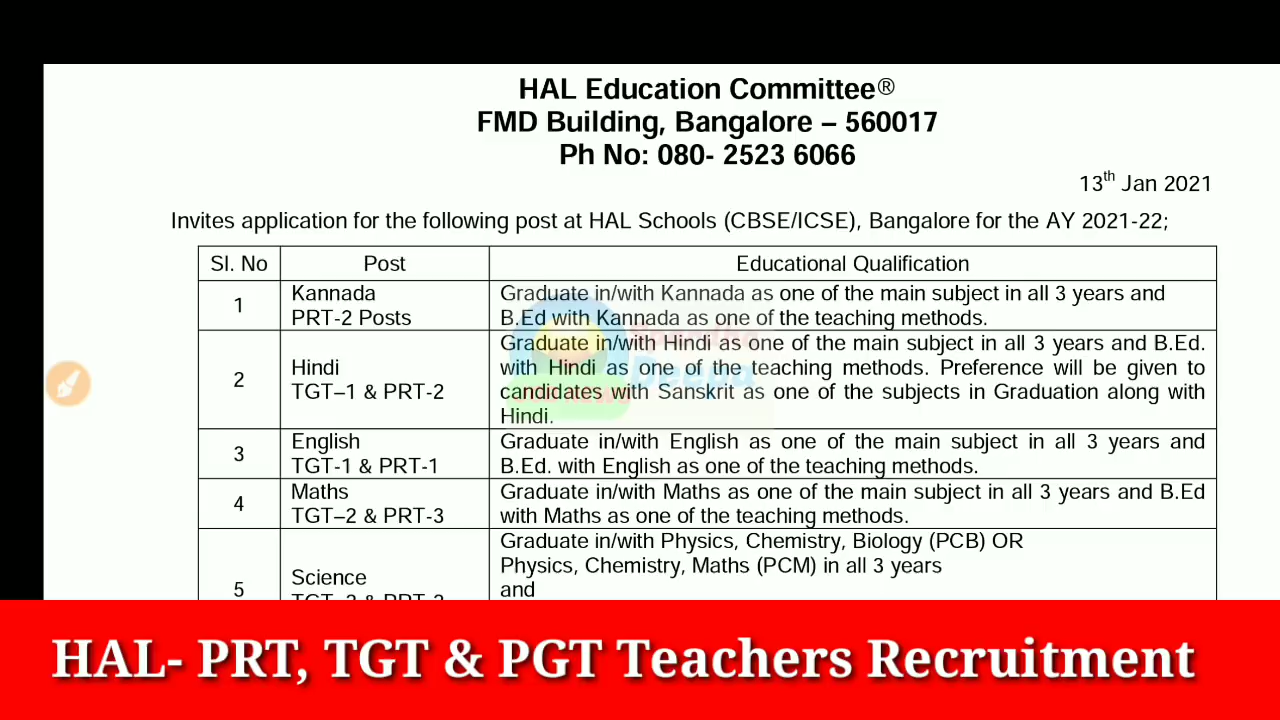 HAL Education Committee®
FMD Building, Bangalore – 560017
Ph No: 080- 2523 6066
13th Jan 2021
Invites application for the following post at HAL Schools (CBSE/ICSE), Bangalore for the AY 2021-22;
Sl. No Post Educational Qualification
1 Kannada PRT-2 Posts
Graduate in/with Kannada as one of the main subject in all 3 years and
B.Ed with Kannada as one of the teaching methods.
2 Hindi TGT–1 & PRT-2
Graduate in/with Hindi as one of the main subject in all 3 years and B.Ed.
with Hindi as one of the teaching methods. Preference will be given to
candidates with Sanskrit as one of the subjects in Graduation along with
Hindi.
3 English TGT-1 & PRT-1
Graduate in/with English as one of the main subject in all 3 years and
B.Ed. with English as one of the teaching methods.
4 Maths TGT–2 & PRT-3
Graduate in/with Maths as one of the main subject in all 3 years and B.Ed
with Maths as one of the teaching methods.
5 Science
Graduate in/with Physics, Chemistry, Biology (PCB) OR
Physics, Chemistry, Maths (PCM) in all 3 years
and
Deepa
HAL- PRT, TGT & PGT Teachers Recruitment